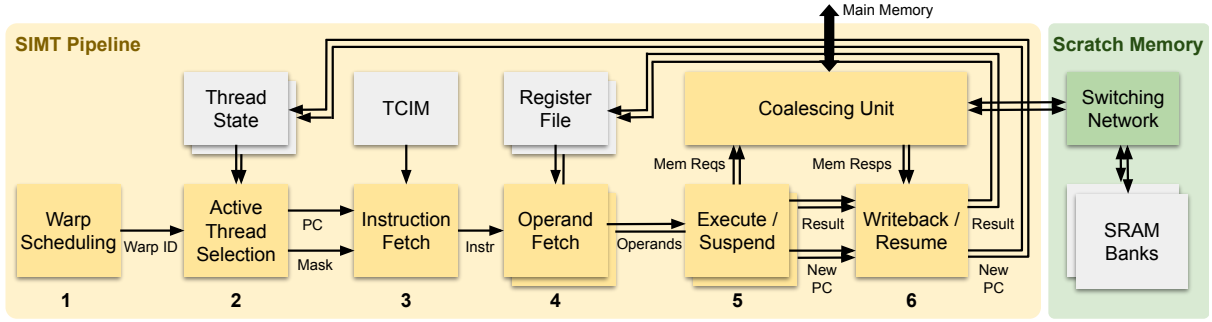 Main Memory
SIMT Pipeline
Scratch Memory
Thread
State
TCIM
Register
File
Coalescing Unit
Switching
Network
Mem Reqs
Mem Resps
Warp
Scheduling
Warp ID
Active
Thread
Selection
PC
Mask
Instruction
Fetch
Instr
Operand
Fetch
Operands
Execute /
Suspend
Result
New
PC
Writeback /
Resume
Result
New
PC
SRAM
Banks
1
2
3
4
5
6